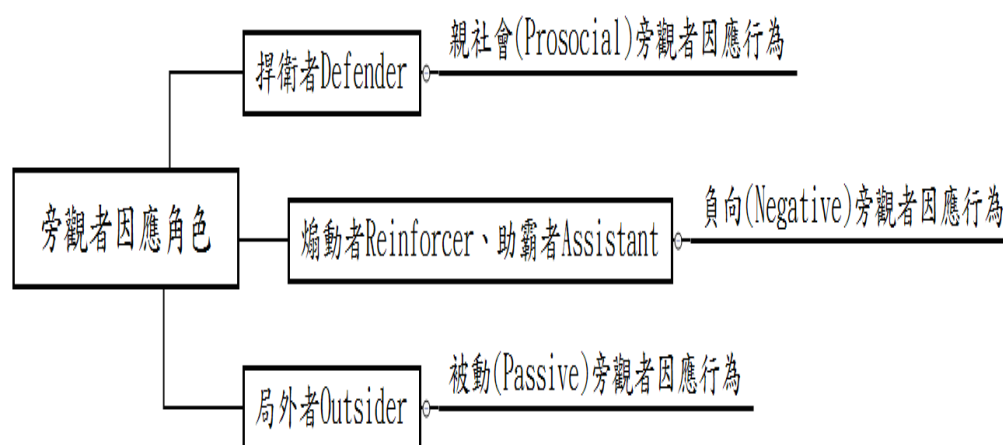 捍衛者Defender
親社會(Prosocial)旁觀者因應行為
旁觀者因應角色
煽動者Reinforcer、助霸者Assistant
負向(Negative)旁觀者因應行為
局外者Outsider
被動(Passive)旁觀者因應行為